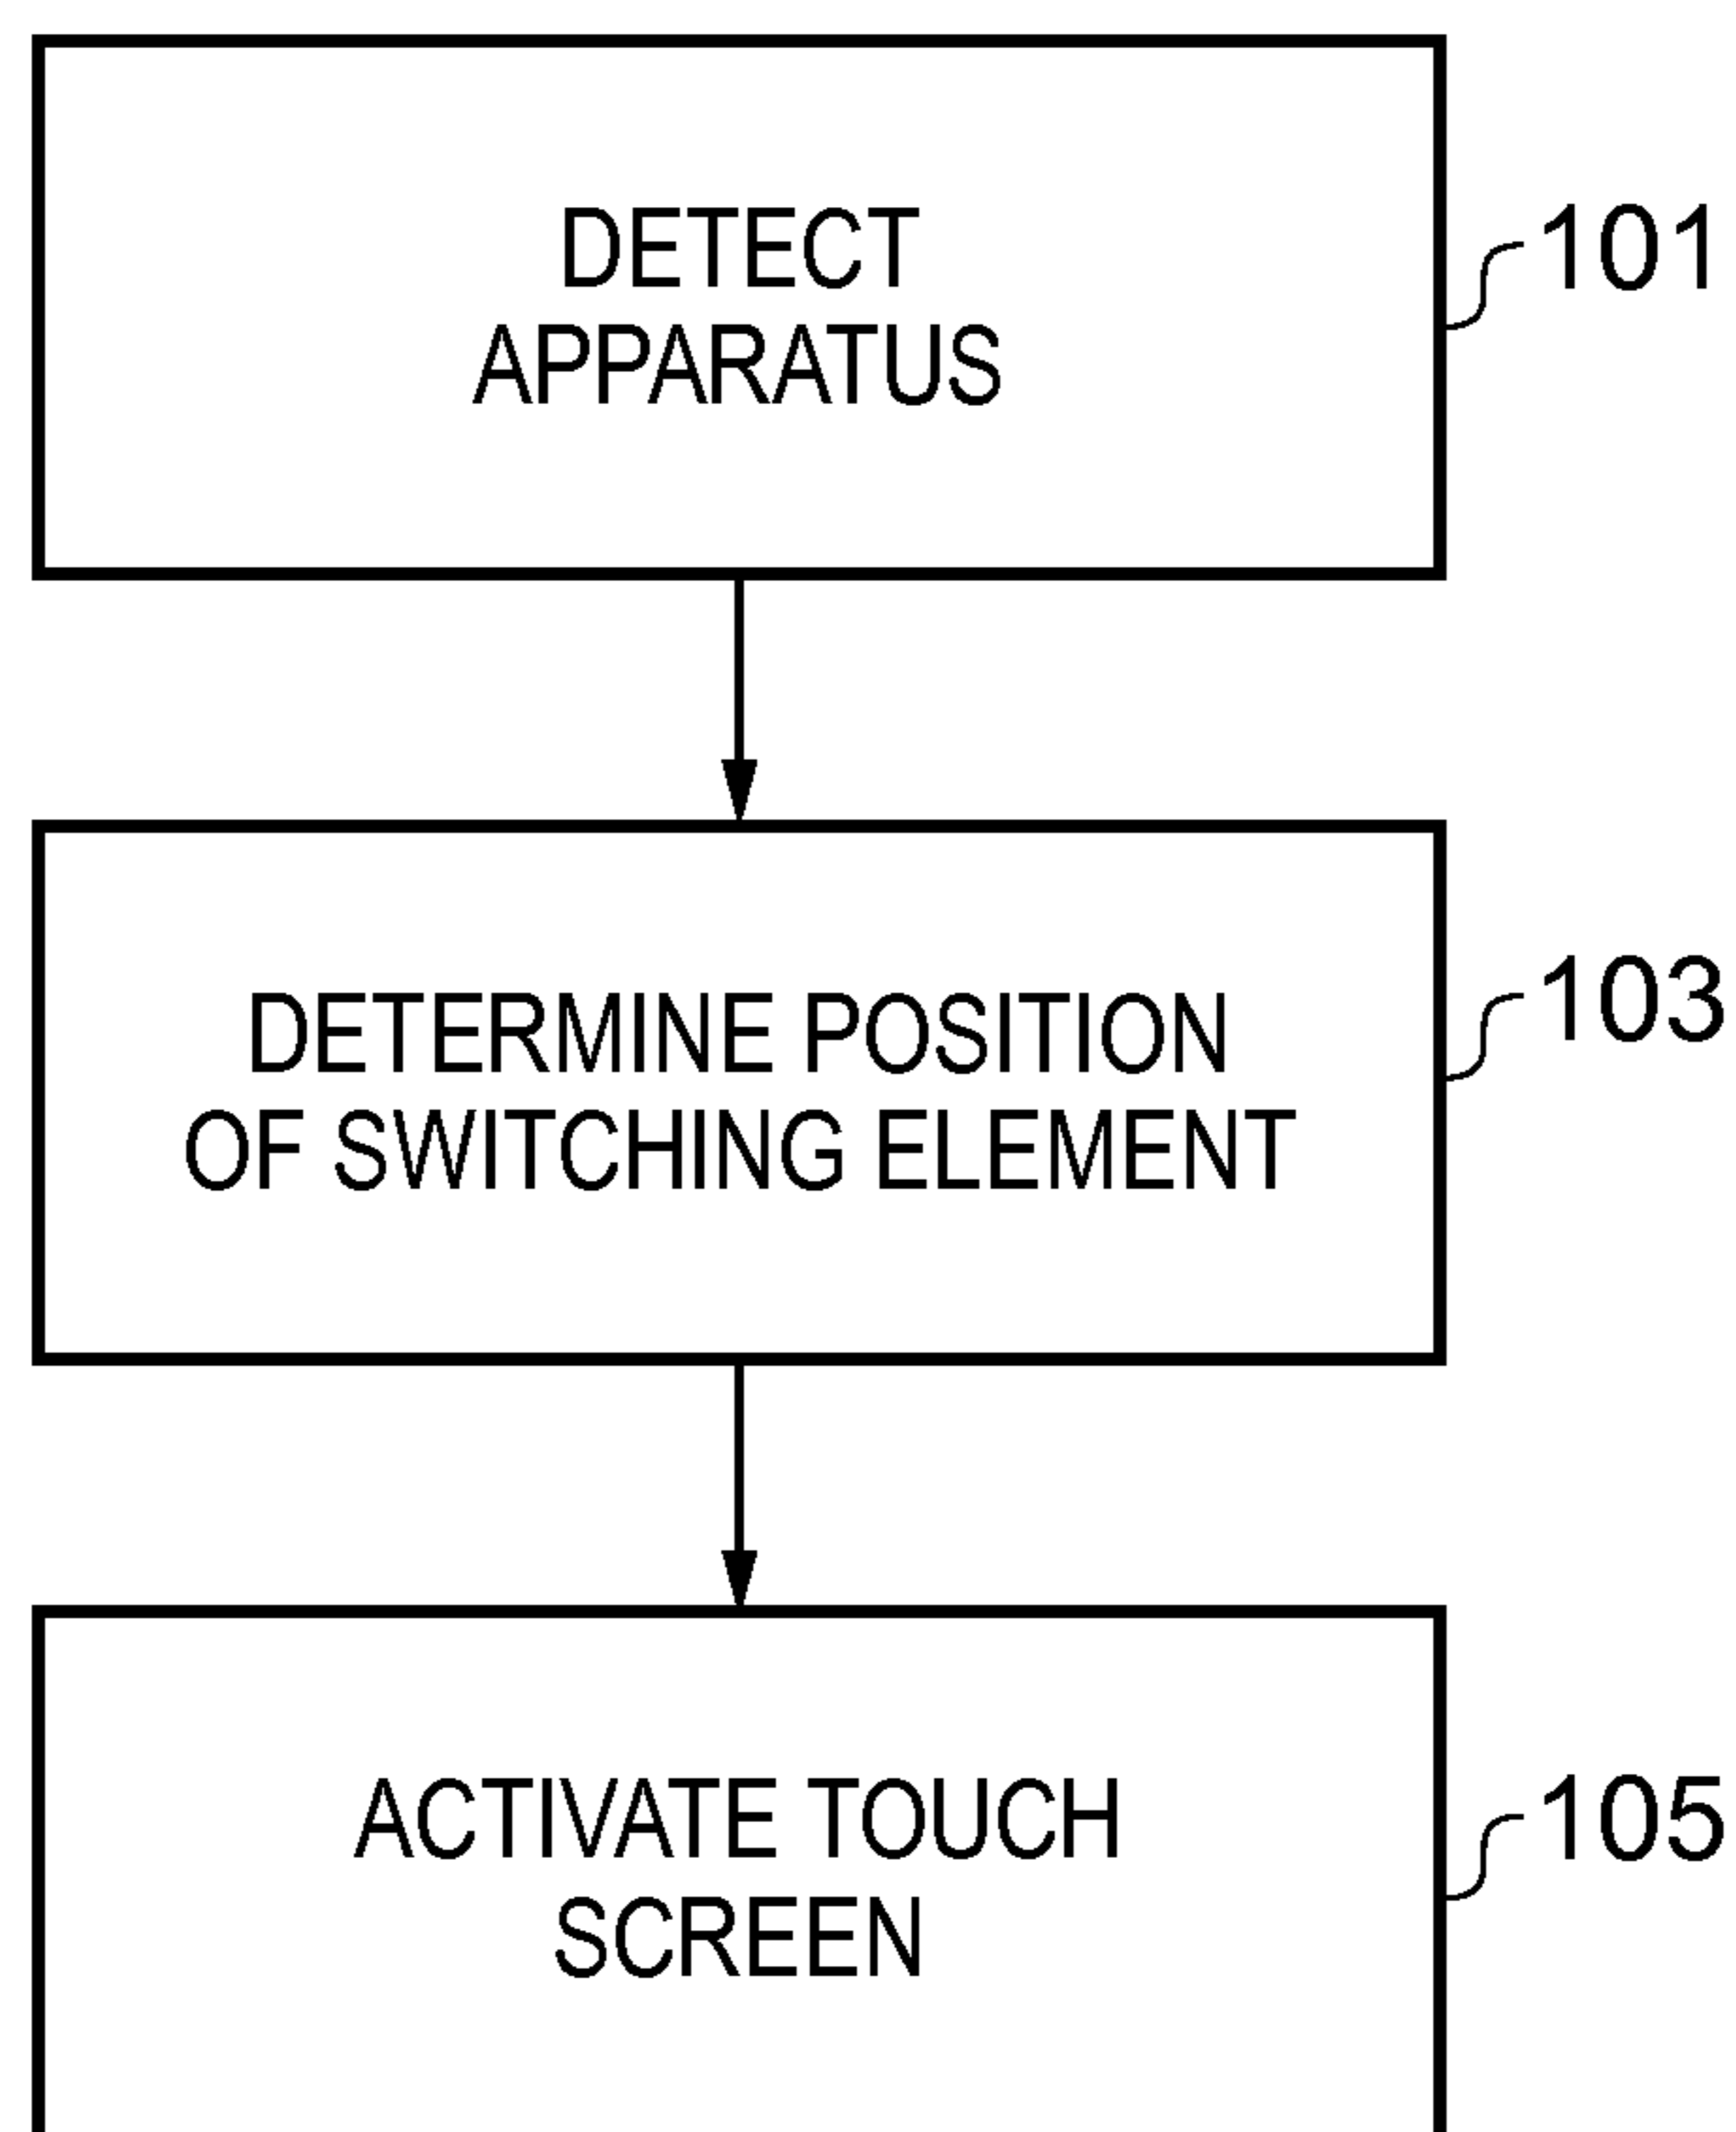 DETECT
APPARATUS
101
DETERMINE POSITION
OF SWITCHING ELEMENT
103
ACTIVATE TOUCH
SCREEN
105